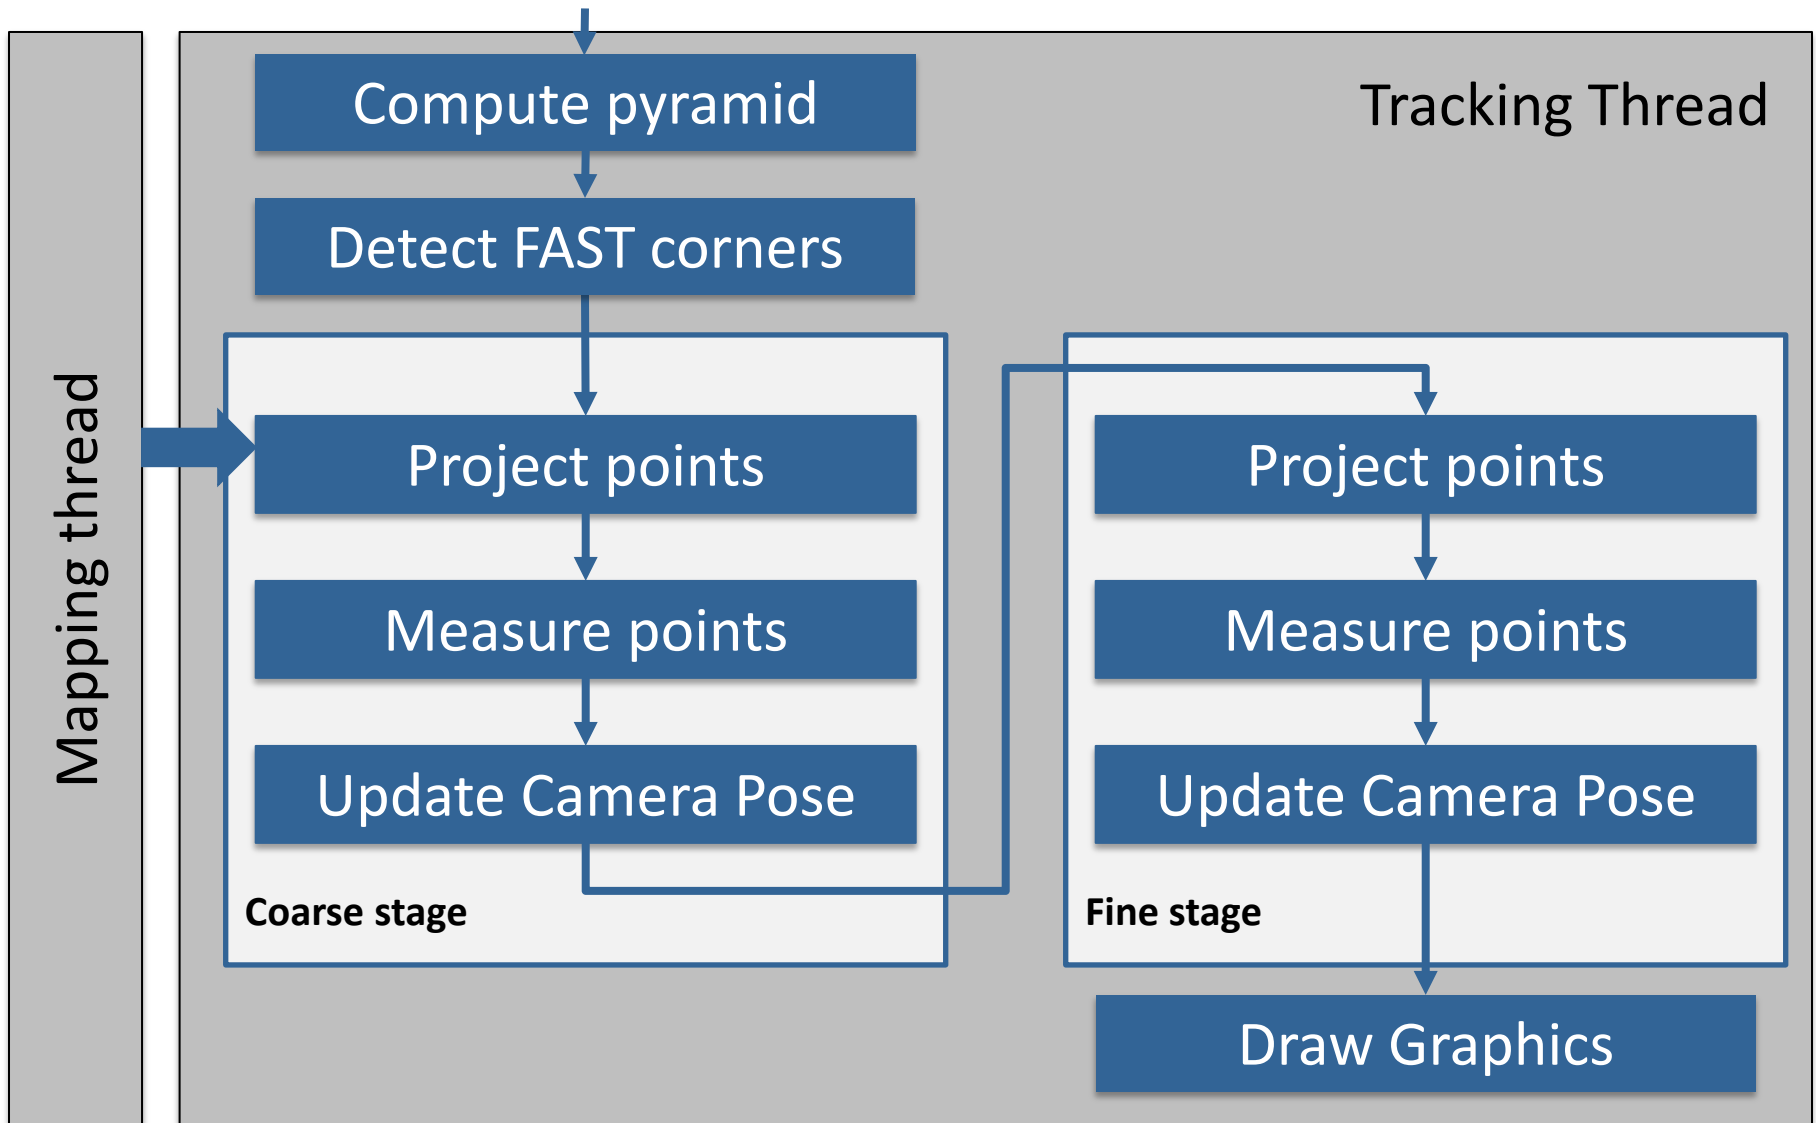 Mapping thread
Tracking Thread
Compute pyramid
Detect FAST corners
Project points
Measure points
Update Camera Pose
Coarse stage
Project points
Measure points
Update Camera Pose
Fine stage
Draw Graphics